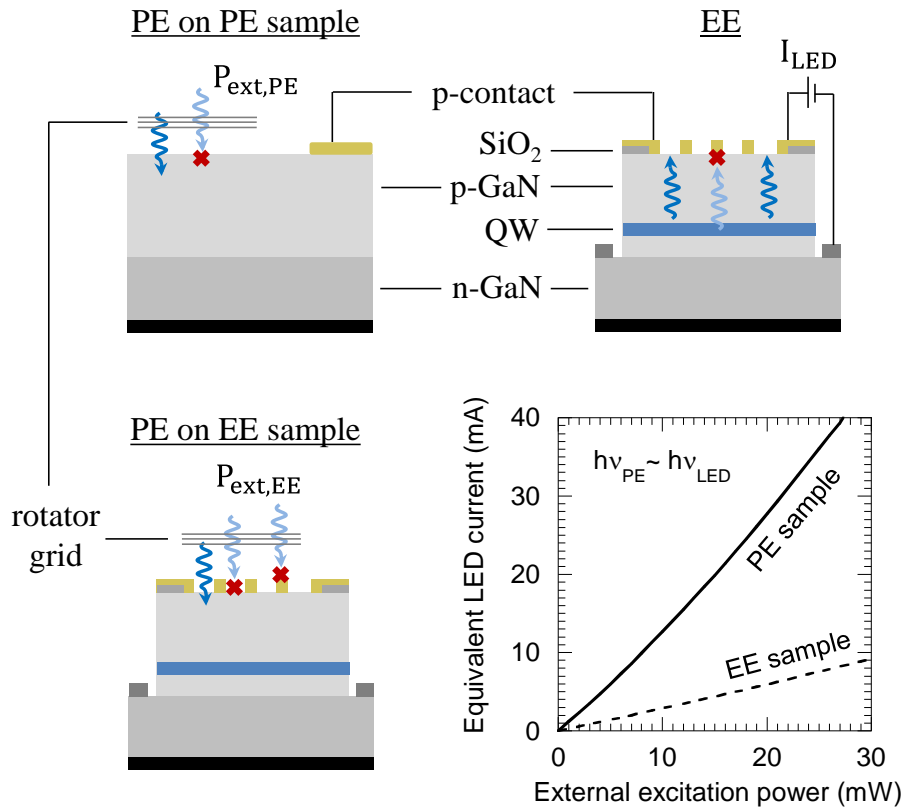 PE on PE sample
EE
P_ext,PE
I_LED
p-contact
SiO₂
p-GaN
QW
n-GaN
PE on EE sample
P_ext,EE
rotator
grid
Equivalent LED current (mA)
40
30
20
10
0
hν_PE ~ hν_LED
PE sample
EE sample
0
10
20
30
External excitation power (mW)